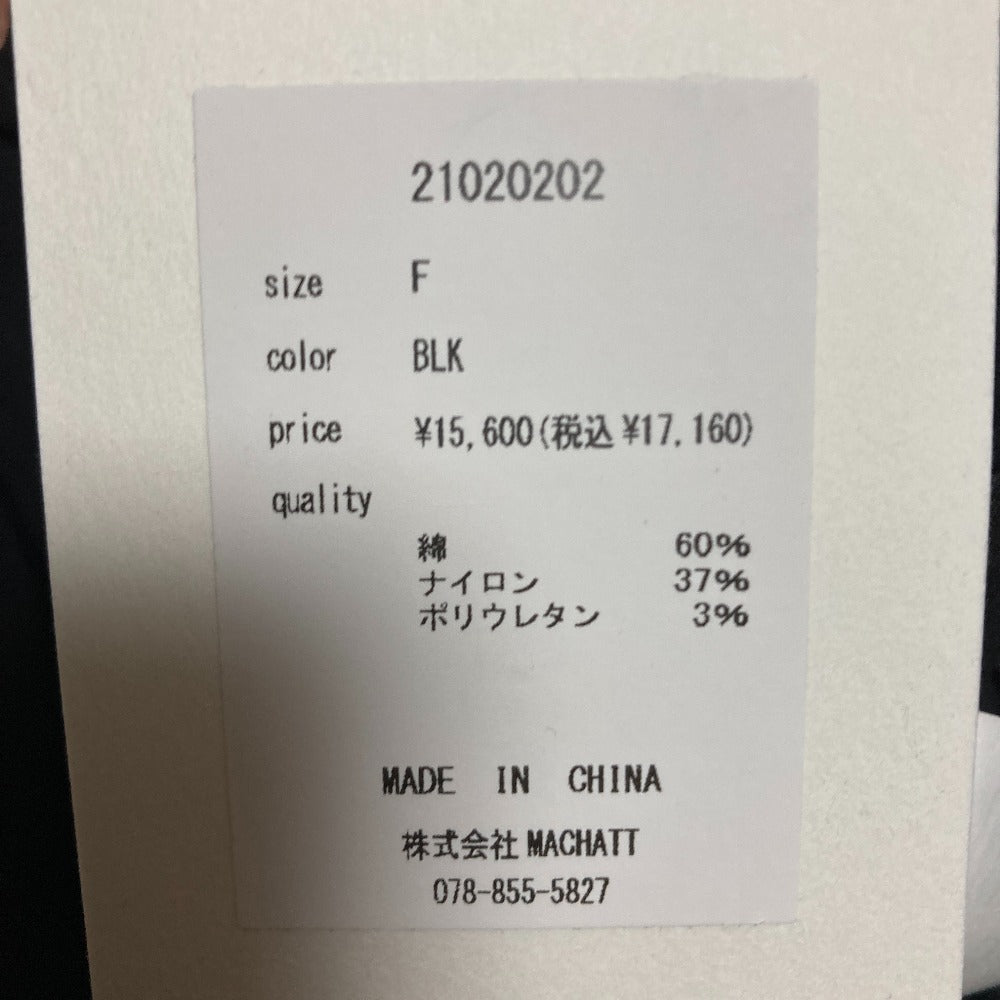 21020202
size F
color BLK
price ¥15,600(税込¥17,160)
quality
綿 60%
ナイロン 37%
ポリウレタン 3%
MADE IN CHINA
株式会社MACHATT
078-855-5827